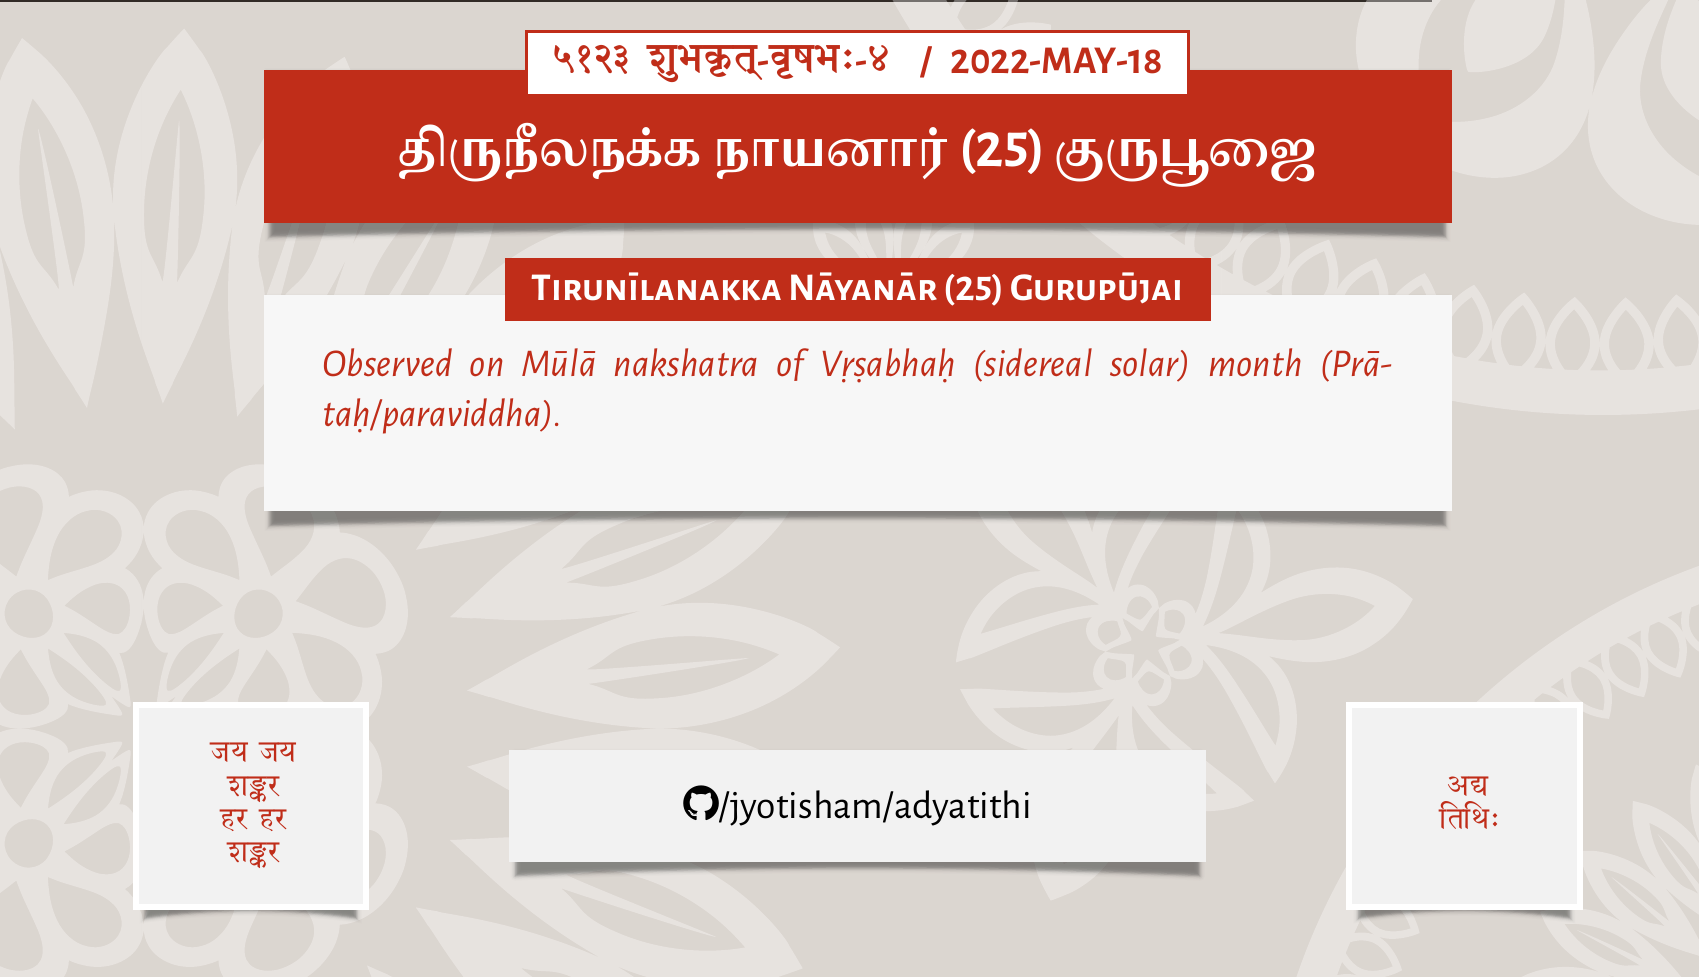 ५१२३ शुभकृत्-वृषभः-४ / 2022-MAY-18
திருநீலநக்க நாயனார் (25) குருபூஜை
Tirunīlanakka Nāyanār (25) Gurupūjai
Observed on Mūlā nakshatra of Vṛṣabhaḥ (sidereal solar) month (Prā-
taḥ/paraviddha).
जय जय
शङ्कर
हर हर
शङ्कर
/jyotisham/adyatithi
अद्य
तिथिः